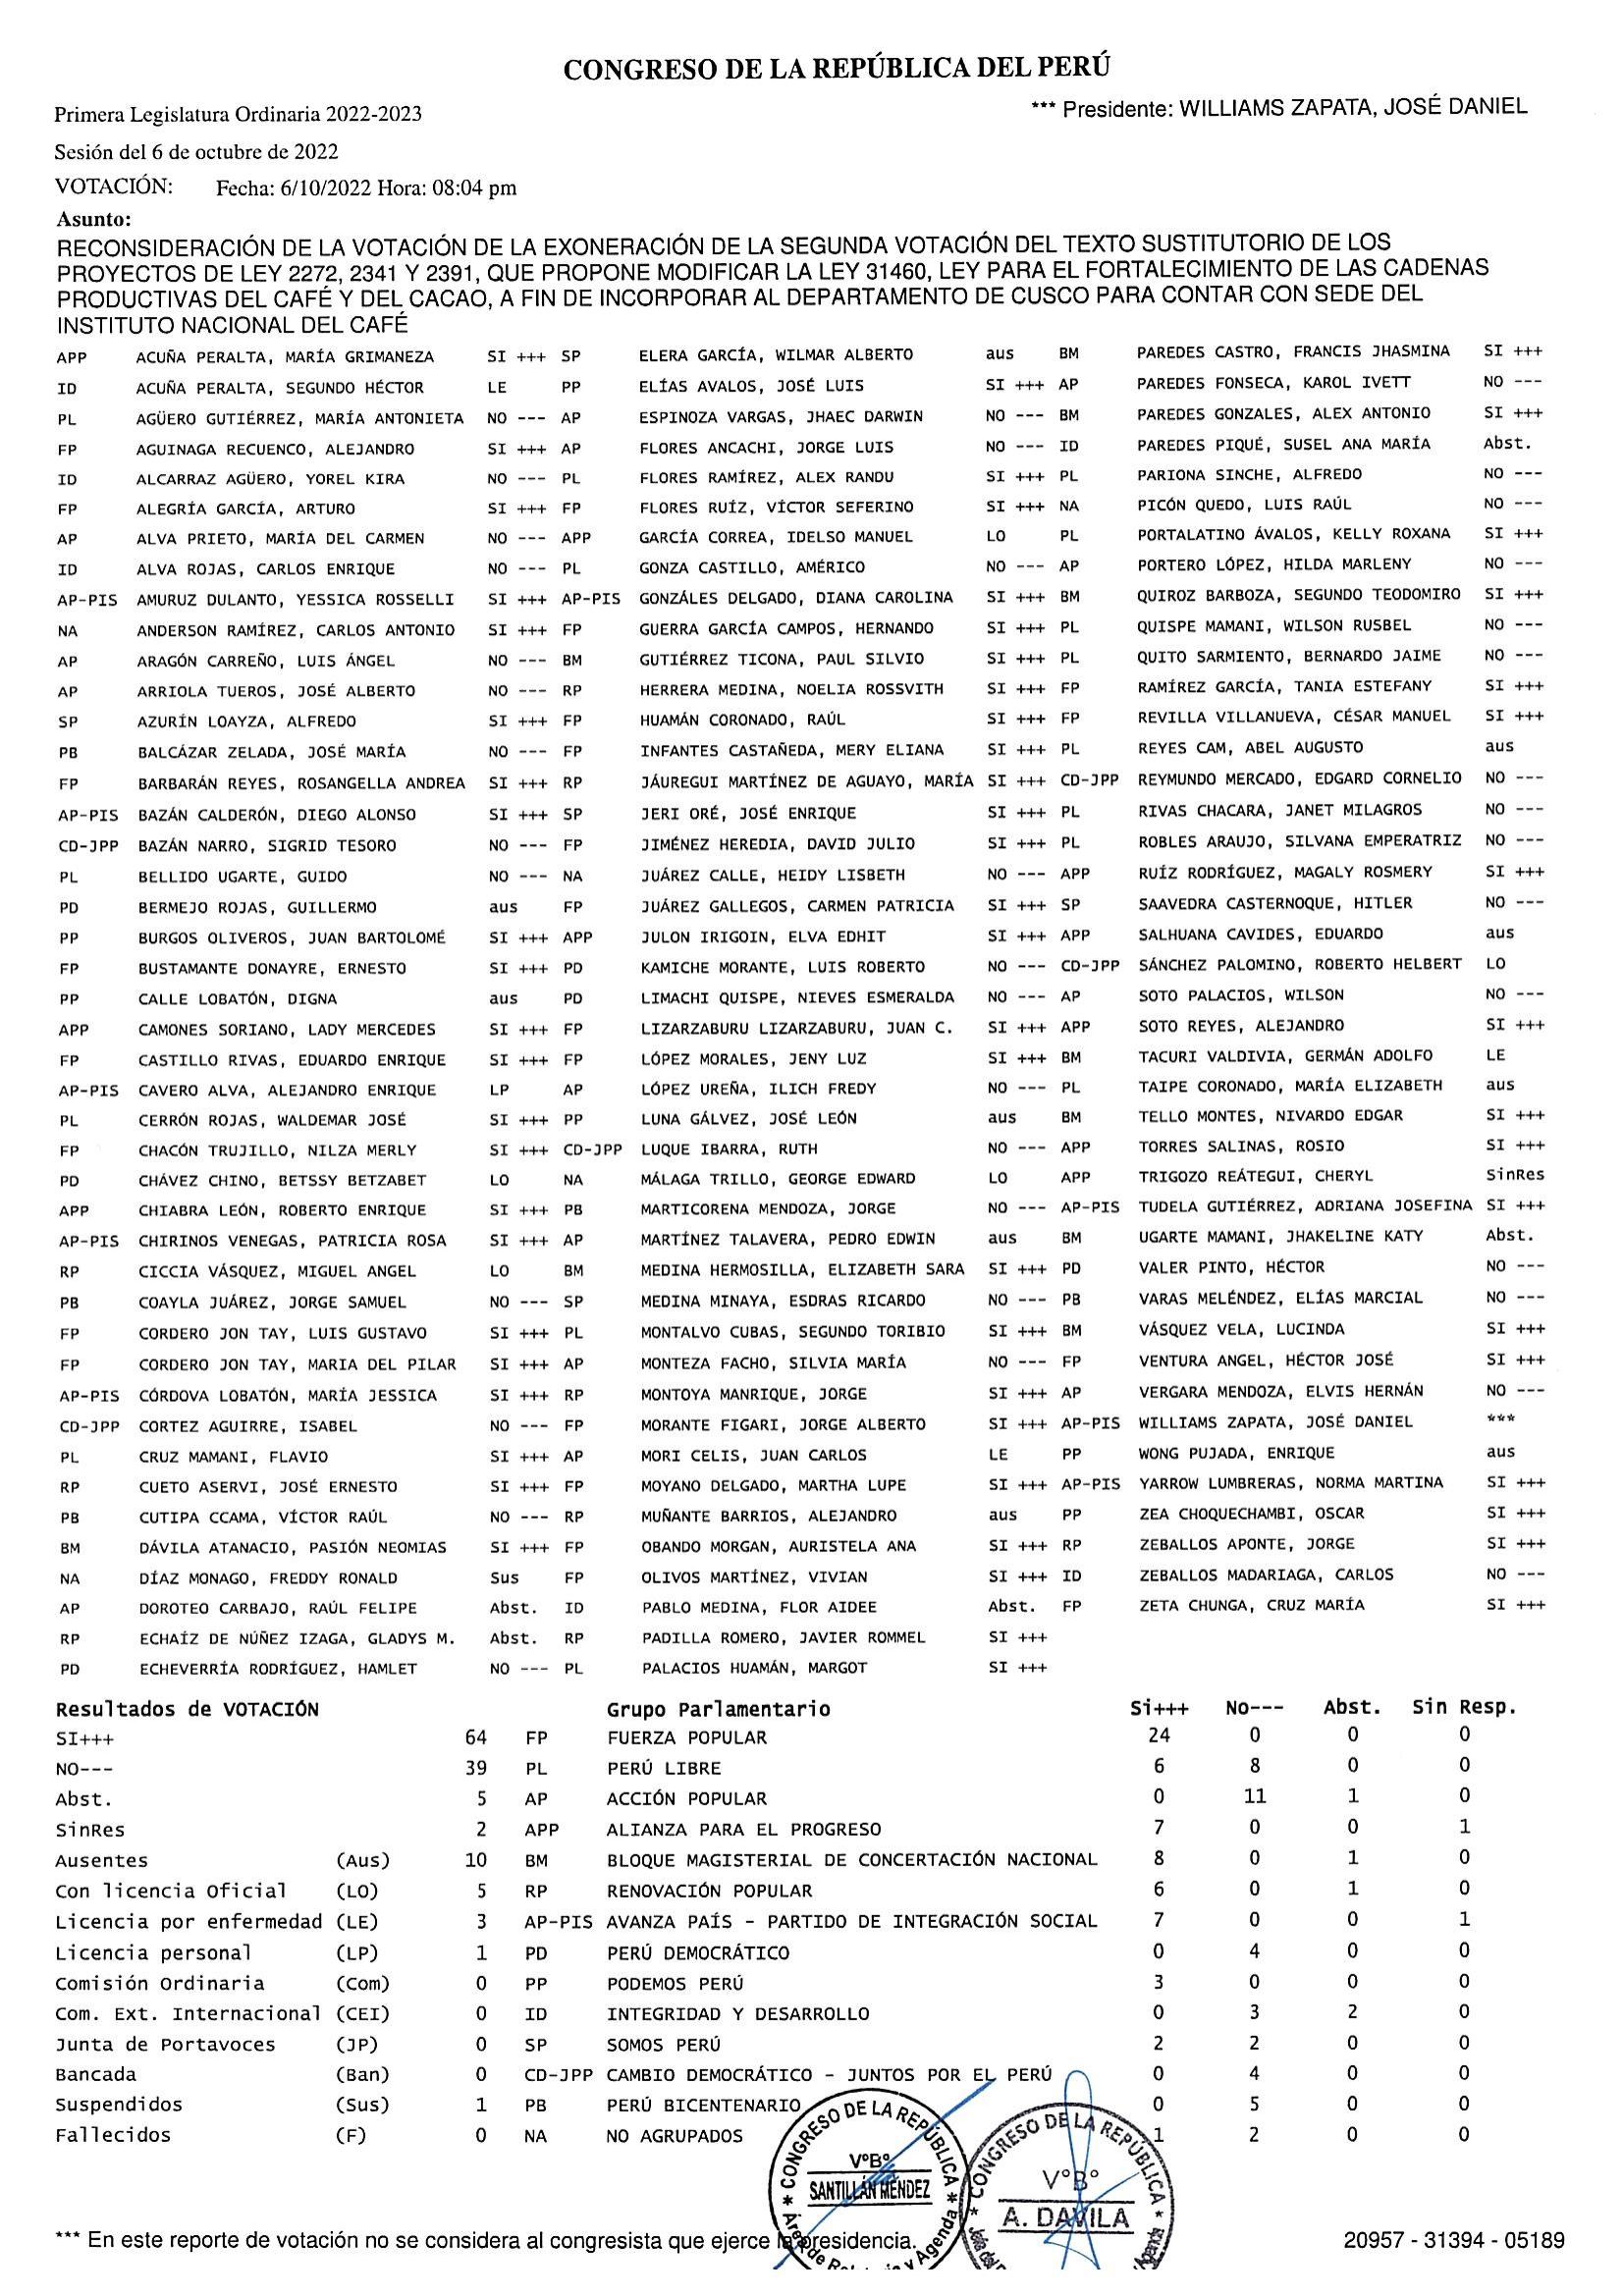 CONGRESO DE LA REPÚBLICA DEL PERÚ
Primera Legislatura Ordinaria 2022-2023 *** Presidente: WILLIAMS ZAPATA, JOSÉ DANIEL
Sesión del 6 de octubre de 2022
VOTACIÓN: Fecha: 6/10/2022 Hora: 08:04 pm
Asunto:
RECONSIDERACIÓN DE LA VOTACIÓN DE LA EXONERACIÓN DE LA SEGUNDA VOTACIÓN DEL TEXTO SUSTITUTORIO DE LOS
PROYECTOS DE LEY 2272, 2341 Y 2391, QUE PROPONE MODIFICAR LA LEY 31460, LEY PARA EL FORTALECIMIENTO DE LAS CADENAS
PRODUCTIVAS DEL CAFÉ Y DEL CACAO, A FIN DE INCORPORAR AL DEPARTAMENTO DE CUSCO PARA CONTAR CON SEDE DEL
INSTITUTO NACIONAL DEL CAFÉ
APP ACUÑA PERALTA, MARÍA GRIMANEZA SI +++ SP ELERA GARCÍA, WILMAR ALBERTO aus BM PAREDES CASTRO, FRANCIS JHASMINA SI +++
ID ACUÑA PERALTA, SEGUNDO HÉCTOR LE PP ELÍAS AVALOS, JOSÉ LUIS SI +++ AP PAREDES FONSECA, KAROL IVETT NO ---
PL AGÜERO GUTIÉRREZ, MARÍA ANTONIETA NO --- AP ESPINOZA VARGAS, JHAEC DARWIN NO --- BM PAREDES GONZALES, ALEX ANTONIO SI +++
FP AGUINAGA RECUENCO, ALEJANDRO SI +++ AP FLORES ANCACHI, JORGE LUIS NO --- ID PAREDES PIQUÉ, SUSEL ANA MARÍA Abst.
ID ALCARRAZ AGÜERO, YOREL KIRA NO --- PL FLORES RAMÍREZ, ALEX RANDU SI +++ PL PARIONA SINCHE, ALFREDO NO ---
FP ALEGRÍA GARCÍA, ARTURO SI +++ FP FLORES RUÍZ, VÍCTOR SEFERINO SI +++ NA PICÓN QUEDO, LUIS RAÚL NO ---
AP ALVA PRIETO, MARÍA DEL CARMEN NO --- APP GARCÍA CORREA, IDELSO MANUEL LO PL PORTALATINO ÁVALOS, KELLY ROXANA SI +++
ID ALVA ROJAS, CARLOS ENRIQUE NO --- PL GONZA CASTILLO, AMÉRICO NO --- AP PORTERO LÓPEZ, HILDA MARLENY NO ---
AP-PIS AMURUZ DULANTO, YESSICA ROSSELLI SI +++ AP-PIS GONZÁLES DELGADO, DIANA CAROLINA SI +++ BM QUIROZ BARBOZA, SEGUNDO TEODOMIRO SI +++
NA ANDERSON RAMÍREZ, CARLOS ANTONIO SI +++ FP GUERRA GARCÍA CAMPOS, HERNANDO SI +++ PL QUISPE MAMANI, WILSON RUSBEL NO ---
AP ARAGÓN CARREÑO, LUIS ÁNGEL NO --- BM GUTIÉRREZ TICONA, PAUL SILVIO SI +++ PL QUITO SARMIENTO, BERNARDO JAIME NO ---
AP ARRIOLA TUEROS, JOSÉ ALBERTO NO --- RP HERRERA MEDINA, NOELIA ROSSVITH SI +++ FP RAMÍREZ GARCÍA, TANIA ESTEFANY SI +++
SP AZURÍN LOAYZA, ALFREDO SI +++ FP HUAMÁN CORONADO, RAÚL SI +++ FP REVILLA VILLANUEVA, CÉSAR MANUEL SI +++
PB BALCÁZAR ZELADA, JOSÉ MARÍA NO --- FP INFANTES CASTAÑEDA, MERY ELIANA SI +++ PL REYES CAM, ABEL AUGUSTO aus
FP BARBARÁN REYES, ROSANGELLA ANDREA SI +++ RP JÁUREGUI MARTÍNEZ DE AGUAYO, MARÍA SI +++ CD-JPP REYMUNDO MERCADO, EDGARD CORNELIO NO ---
AP-PIS BAZÁN CALDERÓN, DIEGO ALONSO SI +++ SP JERI ORÉ, JOSÉ ENRIQUE SI +++ PL RIVAS CHACARA, JANET MILAGROS NO ---
CD-JPP BAZÁN NARRO, SIGRID TESORO NO --- FP JIMÉNEZ HEREDIA, DAVID JULIO SI +++ PL ROBLES ARAUJO, SILVANA EMPERATRIZ NO ---
PL BELLIDO UGARTE, GUIDO NO --- NA JUÁREZ CALLE, HEIDY LISBETH NO --- APP RUÍZ RODRÍGUEZ, MAGALY ROSMERY SI +++
PD BERMEJO ROJAS, GUILLERMO aus FP JUÁREZ GALLEGOS, CARMEN PATRICIA SI +++ SP SAAVEDRA CASTERNOQUE, HITLER NO ---
PP BURGOS OLIVEROS, JUAN BARTOLOMÉ SI +++ APP JULON IRIGOIN, ELVA EDHIT SI +++ APP SALHUANA CAVIDES, EDUARDO aus
FP BUSTAMANTE DONAYRE, ERNESTO SI +++ PD KAMICHE MORANTE, LUIS ROBERTO NO --- CD-JPP SÁNCHEZ PALOMINO, ROBERTO HELBERT LO
PP CALLE LOBATÓN, DIGNA aus PD LIMACHI QUISPE, NIEVES ESMERALDA NO --- AP SOTO PALACIOS, WILSON NO ---
APP CAMONES SORIANO, LADY MERCEDES SI +++ FP LIZARZABURU LIZARZABURU, JUAN C. SI +++ APP SOTO REYES, ALEJANDRO SI +++
FP CASTILLO RIVAS, EDUARDO ENRIQUE SI +++ FP LÓPEZ MORALES, JENY LUZ SI +++ BM TACURI VALDIVIA, GERMÁN ADOLFO LE
AP-PIS CAVERO ALVA, ALEJANDRO ENRIQUE LP AP LÓPEZ UREÑA, ILICH FREDY NO --- PL TAIPE CORONADO, MARÍA ELIZABETH aus
PL CERRÓN ROJAS, WALDEMAR JOSÉ SI +++ PP LUNA GÁLVEZ, JOSÉ LEÓN aus BM TELLO MONTES, NIVARDO EDGAR SI +++
FP CHACÓN TRUJILLO, NILZA MERLY SI +++ CD-JPP LUQUE IBARRA, RUTH NO --- APP TORRES SALINAS, ROSIO SI +++
PD CHÁVEZ CHINO, BETSSY BETZABET LO NA MÁLAGA TRILLO, GEORGE EDWARD LO APP TRIGOZO REÁTEGUI, CHERYL SinRes
APP CHIABRA LEÓN, ROBERTO ENRIQUE SI +++ PB MARTICORENA MENDOZA, JORGE NO --- AP-PIS TUDELA GUTIÉRREZ, ADRIANA JOSEFINA SI +++
AP-PIS CHIRINOS VENEGAS, PATRICIA ROSA SI +++ AP MARTÍNEZ TALAVERA, PEDRO EDWIN aus BM UGARTE MAMANI, JHAKELINE KATY Abst.
RP CICCIA VÁSQUEZ, MIGUEL ANGEL LO BM MEDINA HERMOSILLA, ELIZABETH SARA SI +++ PD VALER PINTO, HÉCTOR NO ---
PB COAYLA JUÁREZ, JORGE SAMUEL NO --- SP MEDINA MINAYA, ESDRAS RICARDO NO --- PB VARAS MELÉNDEZ, ELÍAS MARCIAL NO ---
FP CORDERO JON TAY, LUIS GUSTAVO SI +++ PL MONTALVO CUBAS, SEGUNDO TORIBIO SI +++ BM VÁSQUEZ VELA, LUCINDA SI +++
FP CORDERO JON TAY, MARIA DEL PILAR SI +++ AP MONTEZA FACHO, SILVIA MARÍA NO --- FP VENTURA ANGEL, HÉCTOR JOSÉ SI +++
AP-PIS CÓRDOVA LOBATÓN, MARÍA JESSICA SI +++ RP MONTOYA MANRIQUE, JORGE SI +++ AP VERGARA MENDOZA, ELVIS HERNÁN NO ---
CD-JPP CORTEZ AGUIRRE, ISABEL NO --- FP MORANTE FIGARI, JORGE ALBERTO SI +++ AP-PIS WILLIAMS ZAPATA, JOSÉ DANIEL ***
PL CRUZ MAMANI, FLAVIO SI +++ AP MORI CELIS, JUAN CARLOS LE PP WONG PUJADA, ENRIQUE aus
RP CUETO ASERVI, JOSÉ ERNESTO SI +++ FP MOYANO DELGADO, MARTHA LUPE SI +++ AP-PIS YARROW LUMBRERAS, NORMA MARTINA SI +++
PB CUTIPA CCAMA, VÍCTOR RAÚL NO --- RP MUÑANTE BARRIOS, ALEJANDRO aus PP ZEA CHOQUECHAMBI, OSCAR SI +++
BM DÁVILA ATANACIO, PASIÓN NEOMIAS SI +++ FP OBANDO MORGAN, AURISTELA ANA SI +++ RP ZEBALLOS APONTE, JORGE SI +++
NA DÍAZ MONAGO, FREDDY RONALD Sus FP OLIVOS MARTÍNEZ, VIVIAN SI +++ ID ZEBALLOS MADARIAGA, CARLOS NO ---
AP DOROTEO CARBAJO, RAÚL FELIPE Abst. ID PABLO MEDINA, FLOR AIDEE Abst. FP ZETA CHUNGA, CRUZ MARÍA SI +++
RP ECHAÍZ DE NÚÑEZ IZAGA, GLADYS M. Abst. RP PADILLA ROMERO, JAVIER ROMMEL SI +++
PD ECHEVERRÍA RODRÍGUEZ, HAMLET NO --- PL PALACIOS HUAMÁN, MARGOT SI +++
Resultados de VOTACIÓN Grupo Parlamentario Si+++ No--- Abst. Sin Resp.
SI+++ 64 FP FUERZA POPULAR 24 0 0 0
NO--- 39 PL PERÚ LIBRE 6 8 0 0
Abst. 5 AP ACCIÓN POPULAR 0 11 1 0
SinRes 2 APP ALIANZA PARA EL PROGRESO 7 0 0 1
Ausentes (Aus) 10 BM BLOQUE MAGISTERIAL DE CONCERTACIÓN NACIONAL 8 0 1 0
Con licencia Oficial (LO) 5 RP RENOVACIÓN POPULAR 6 0 1 0
Licencia por enfermedad (LE) 3 AP-PIS AVANZA PAÍS - PARTIDO DE INTEGRACIÓN SOCIAL 7 0 0 1
Licencia personal (LP) 1 PD PERÚ DEMOCRÁTICO 0 4 0 0
Comisión Ordinaria (Com) 0 PP PODEMOS PERÚ 3 0 0 0
Com. Ext. Internacional (CEI) 0 ID INTEGRIDAD Y DESARROLLO 0 3 2 0
Junta de Portavoces (JP) 0 SP SOMOS PERÚ 2 2 0 0
Bancada (Ban) 0 CD-JPP CAMBIO DEMOCRÁTICO - JUNTOS POR EL PERÚ 0 4 0 0
Suspendidos (Sus) 1 PB PERÚ BICENTENARIO 0 5 0 0
Fallecidos (F) 0 NA NO AGRUPADOS 1 2 0 0
* CONGRESO DE LA REPÚBLICA *
V°B°
SANTILLÁN MÉNDEZ
* CONGRESO DE LA REPÚBLICA *
V°B°
A. DAVILA
*** En este reporte de votación no se considera al congresista que ejerce la presidencia. 20957 - 31394 - 05189